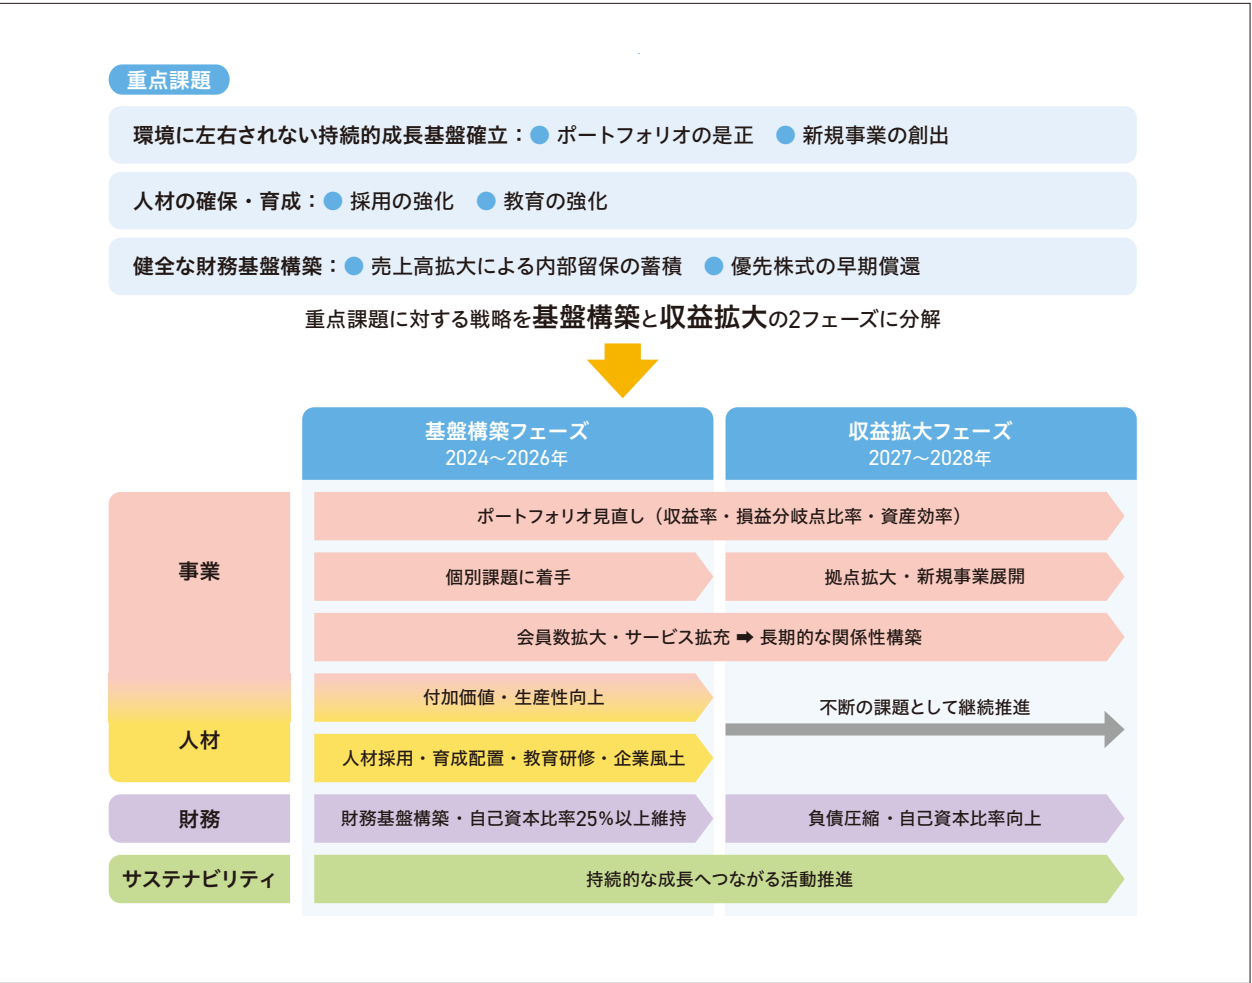 重点課題
環境に左右されない持続的成長基盤確立：● ポートフォリオの是正 ● 新規事業の創出
人材の確保・育成：● 採用の強化 ● 教育の強化
健全な財務基盤構築：● 売上高拡大による内部留保の蓄積 ● 優先株式の早期償還
重点課題に対する戦略を基盤構築と収益拡大の2フェーズに分解
基盤構築フェーズ
2024〜2026年
収益拡大フェーズ
2027〜2028年
事業
ポートフォリオ見直し（収益率・損益分岐点比率・資産効率）
個別課題に着手
拠点拡大・新規事業展開
会員数拡大・サービス拡充 ➡ 長期的な関係性構築
付加価値・生産性向上
不断の課題として継続推進
人材
人材採用・育成配置・教育研修・企業風土
財務
財務基盤構築・自己資本比率25%以上維持
負債圧縮・自己資本比率向上
サステナビリティ
持続的な成長へつながる活動推進